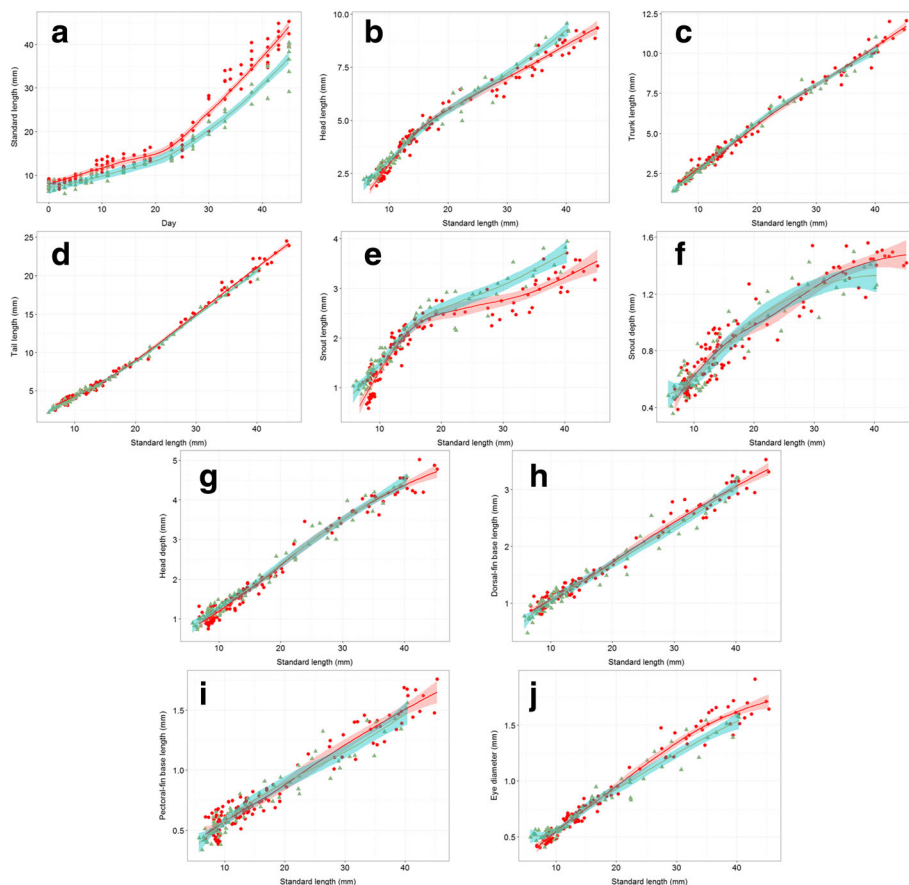 a
Standard length (mm)
40
30
20
10
0
10
20
30
40
Day
b
Head length (mm)
10.0
7.5
5.0
2.5
10
20
30
40
Standard length (mm)
c
Trunk length (mm)
12.5
10.0
7.5
5.0
2.5
10
20
30
40
Standard length (mm)
d
Tail length (mm)
25
20
15
10
5
10
20
30
40
Standard length (mm)
e
Snout length (mm)
4
3
2
1
10
20
30
40
Standard length (mm)
f
Snout depth (mm)
1.6
1.2
0.8
0.4
10
20
30
40
Standard length (mm)
g
Head depth (mm)
5
4
3
2
1
10
20
30
40
Standard length (mm)
h
Dorsal-fin base length (mm)
3
2
1
10
20
30
40
Standard length (mm)
i
Pectoral-fin base length (mm)
1.5
1.0
0.5
10
20
30
40
Standard length (mm)
j
Eye diameter (mm)
1.5
1.0
0.5
10
20
30
40
Standard length (mm)